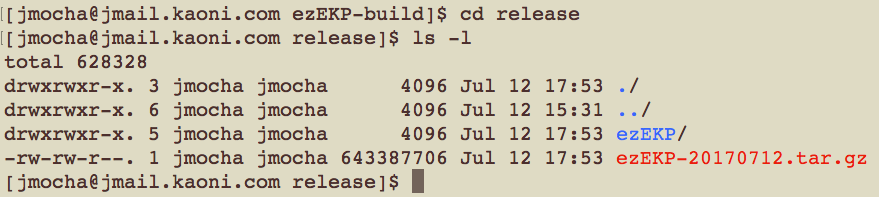 [jmocha@jmail.kaoni.com ezEKP-build]$ cd release
[jmocha@jmail.kaoni.com release]$ ls -l
total 628328
drwxrwxr-x. 3 jmocha jmocha      4096 Jul 12 17:53 ./
drwxrwxr-x. 6 jmocha jmocha      4096 Jul 12 15:31 ../
drwxrwxr-x. 5 jmocha jmocha      4096 Jul 12 17:53 ezEKP/
-rw-rw-r--. 1 jmocha jmocha 643387706 Jul 12 17:53 ezEKP-20170712.tar.gz
[jmocha@jmail.kaoni.com release]$